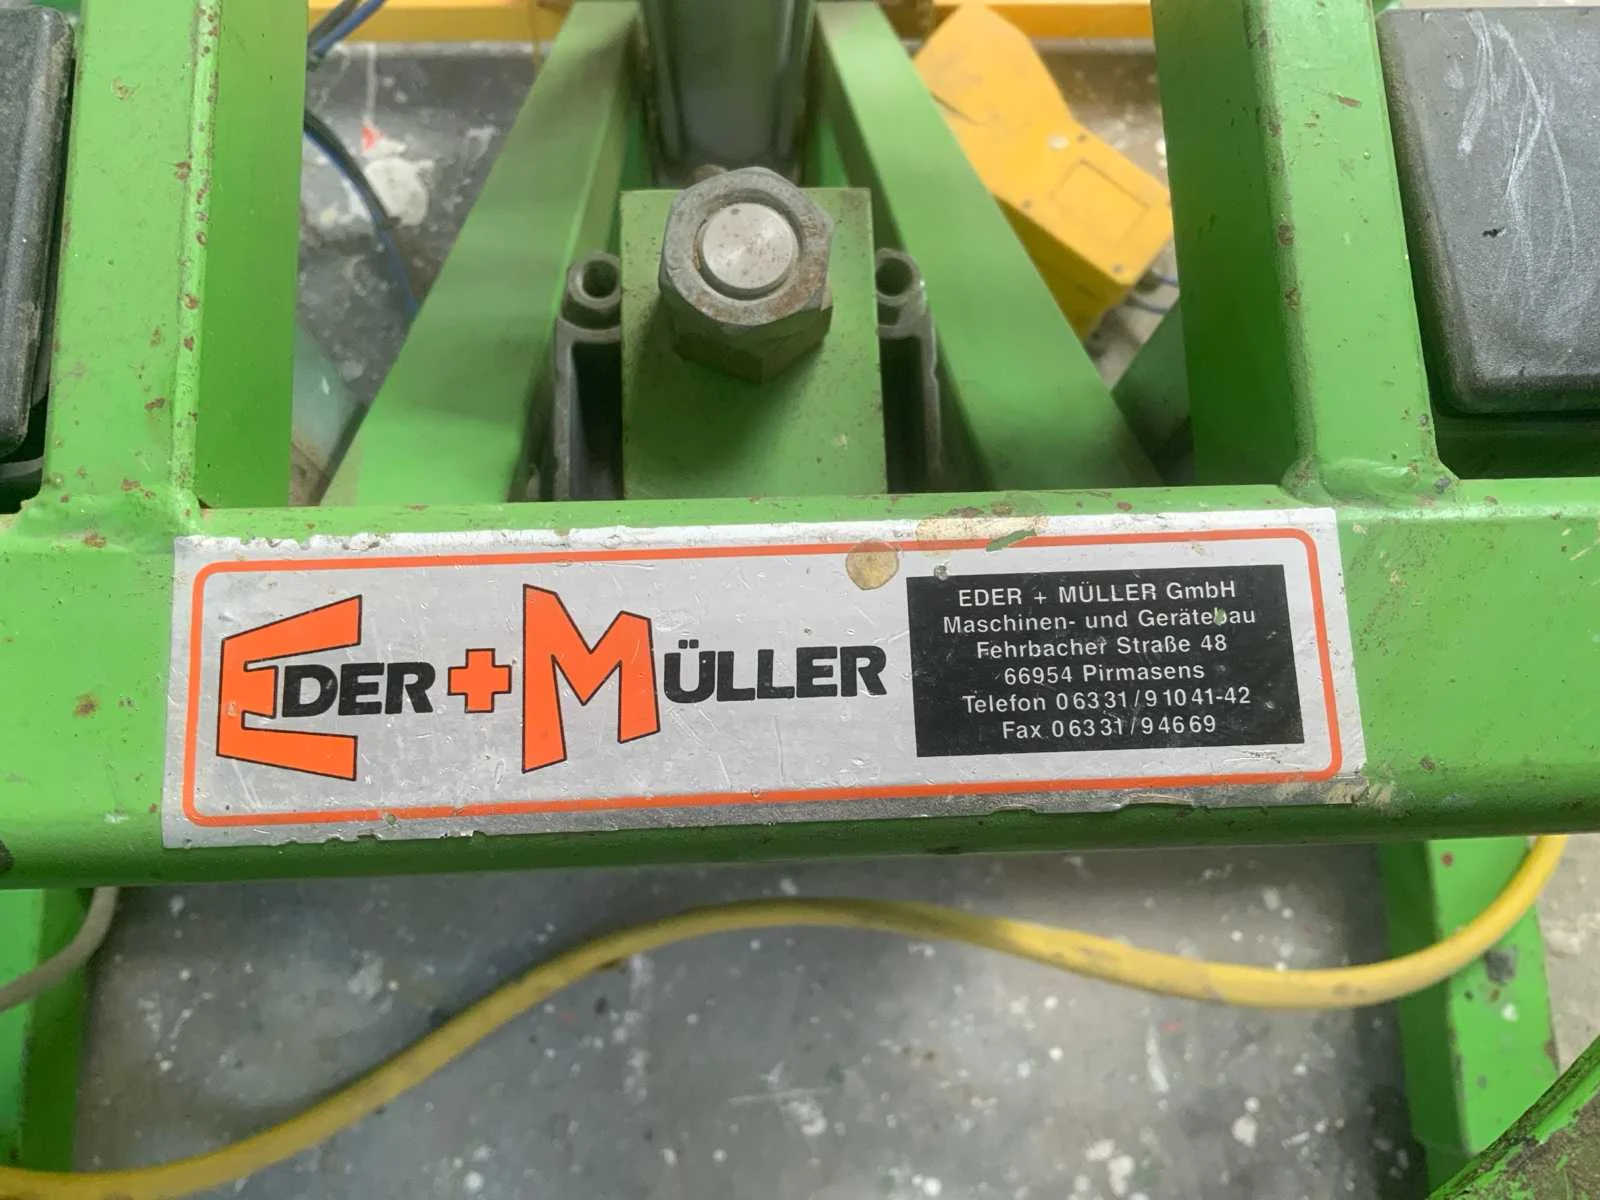 EDER + MÜLLER
EDER + MÜLLER GmbH
Maschinen- und Gerätebau
Fehrbacher Straße 48
66954 Pirmasens
Telefon 06331/91041-42
Fax 06331/94669